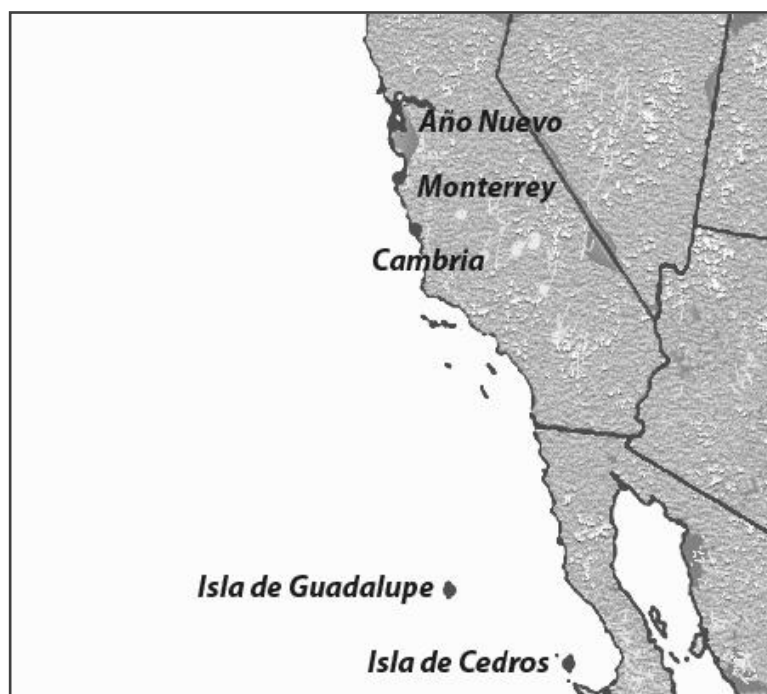 Año Nuevo
Monterrey
Cambria
Isla de Guadalupe
Isla de Cedros